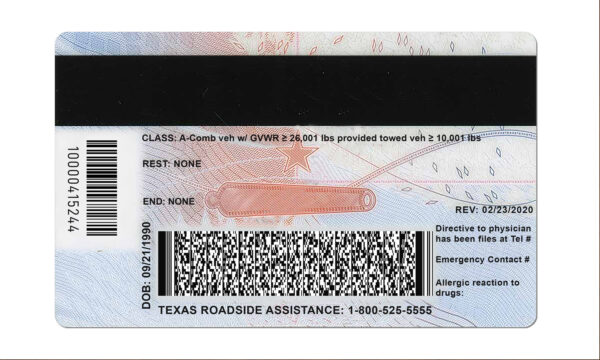 CLASS: A-Comb veh w/ GVWR ≥ 26,001 lbs provided towed veh ≥ 10,001 lbs
REST: NONE
END: NONE
10000415244
REV: 02/23/2020
DOB: 09/21/1990
Directive to physician
has been files at Tel #
Emergency Contact #
Allergic reaction to
drugs:
TEXAS ROADSIDE ASSISTANCE: 1-800-525-5555